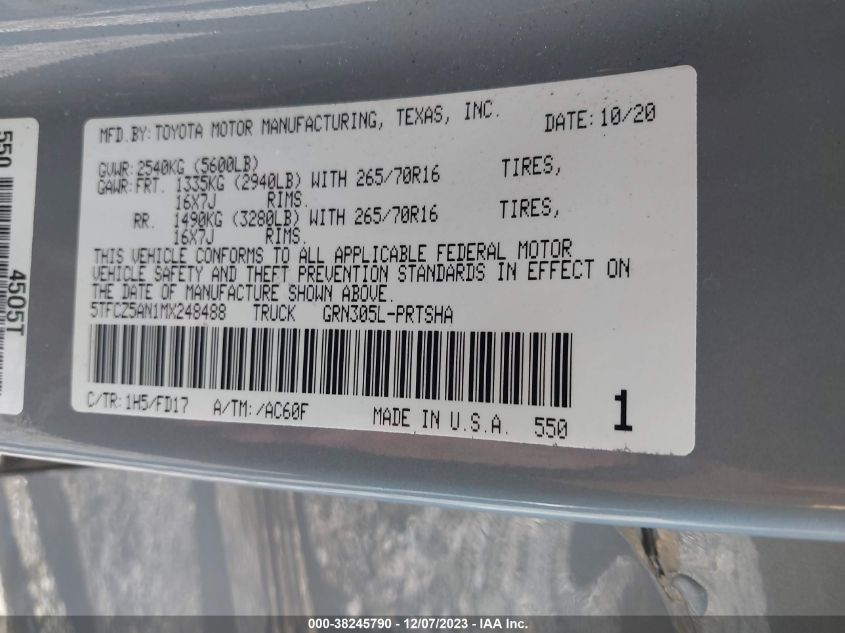 550
4505T
MFD.BY:TOYOTA MOTOR MANUFACTURING, TEXAS, INC. DATE:10/20
GVWR:2540KG (5600LB)
GAWR:FRT. 1335KG (2940LB) WITH 265/70R16 TIRES,
16X7J RIMS.
RR. 1490KG (3280LB) WITH 265/70R16 TIRES,
16X7J RIMS.
THIS VEHICLE CONFORMS TO ALL APPLICABLE FEDERAL MOTOR
VEHICLE SAFETY AND THEFT PREVENTION STANDARDS IN EFFECT ON
THE DATE OF MANUFACTURE SHOWN ABOVE.
5TFCZ5AN1MX248488 TRUCK GRN305L-PRTSHA
C/TR:1H5/FD17 A/TM:/AC60F MADE IN U.S.A. 550 1
000-38245790 - 12/07/2023 - IAA Inc.